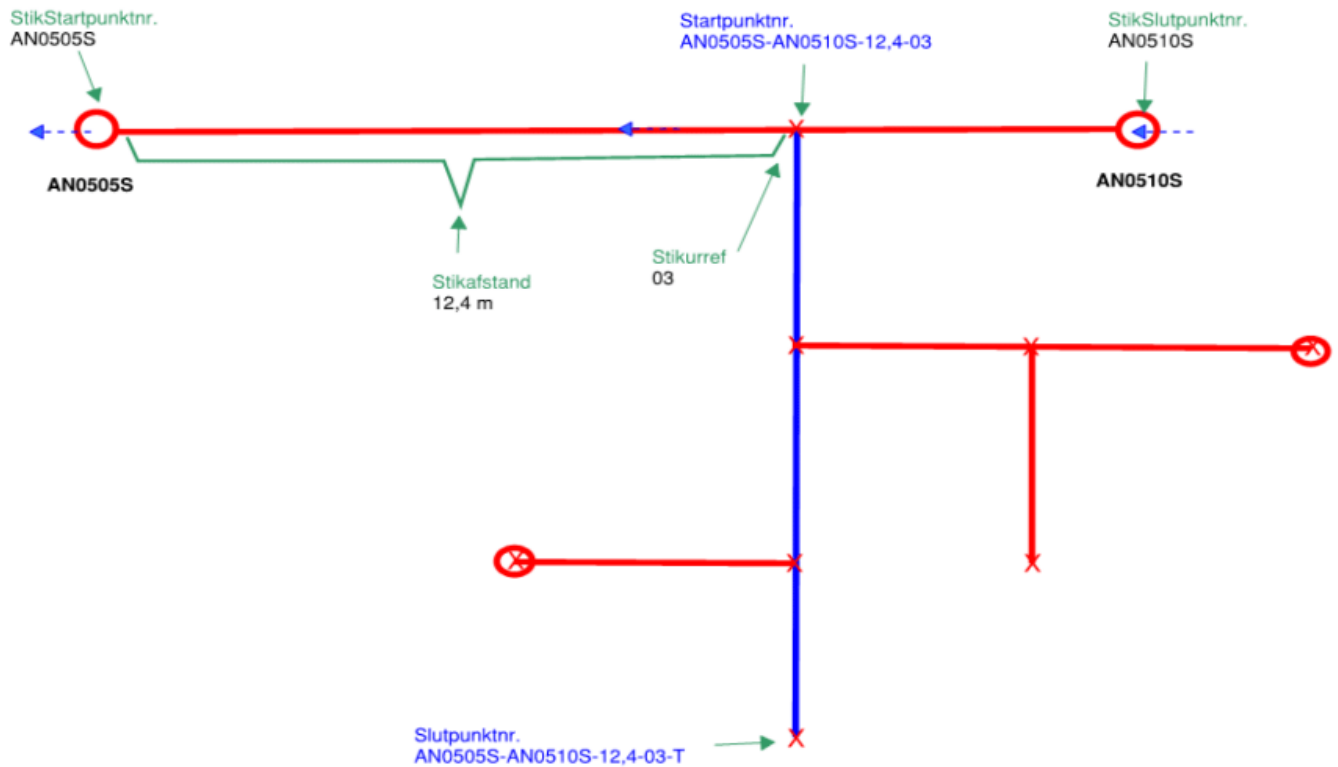 StikStartpunktnr.
AN0505S
Startpunktnr.
AN0505S-AN0510S-12,4-03
StikSlutpunktnr.
AN0510S
AN0505S
AN0510S
Stikafstand
12,4 m
Stikurref
03
Slutpunktnr.
AN0505S-AN0510S-12,4-03-T